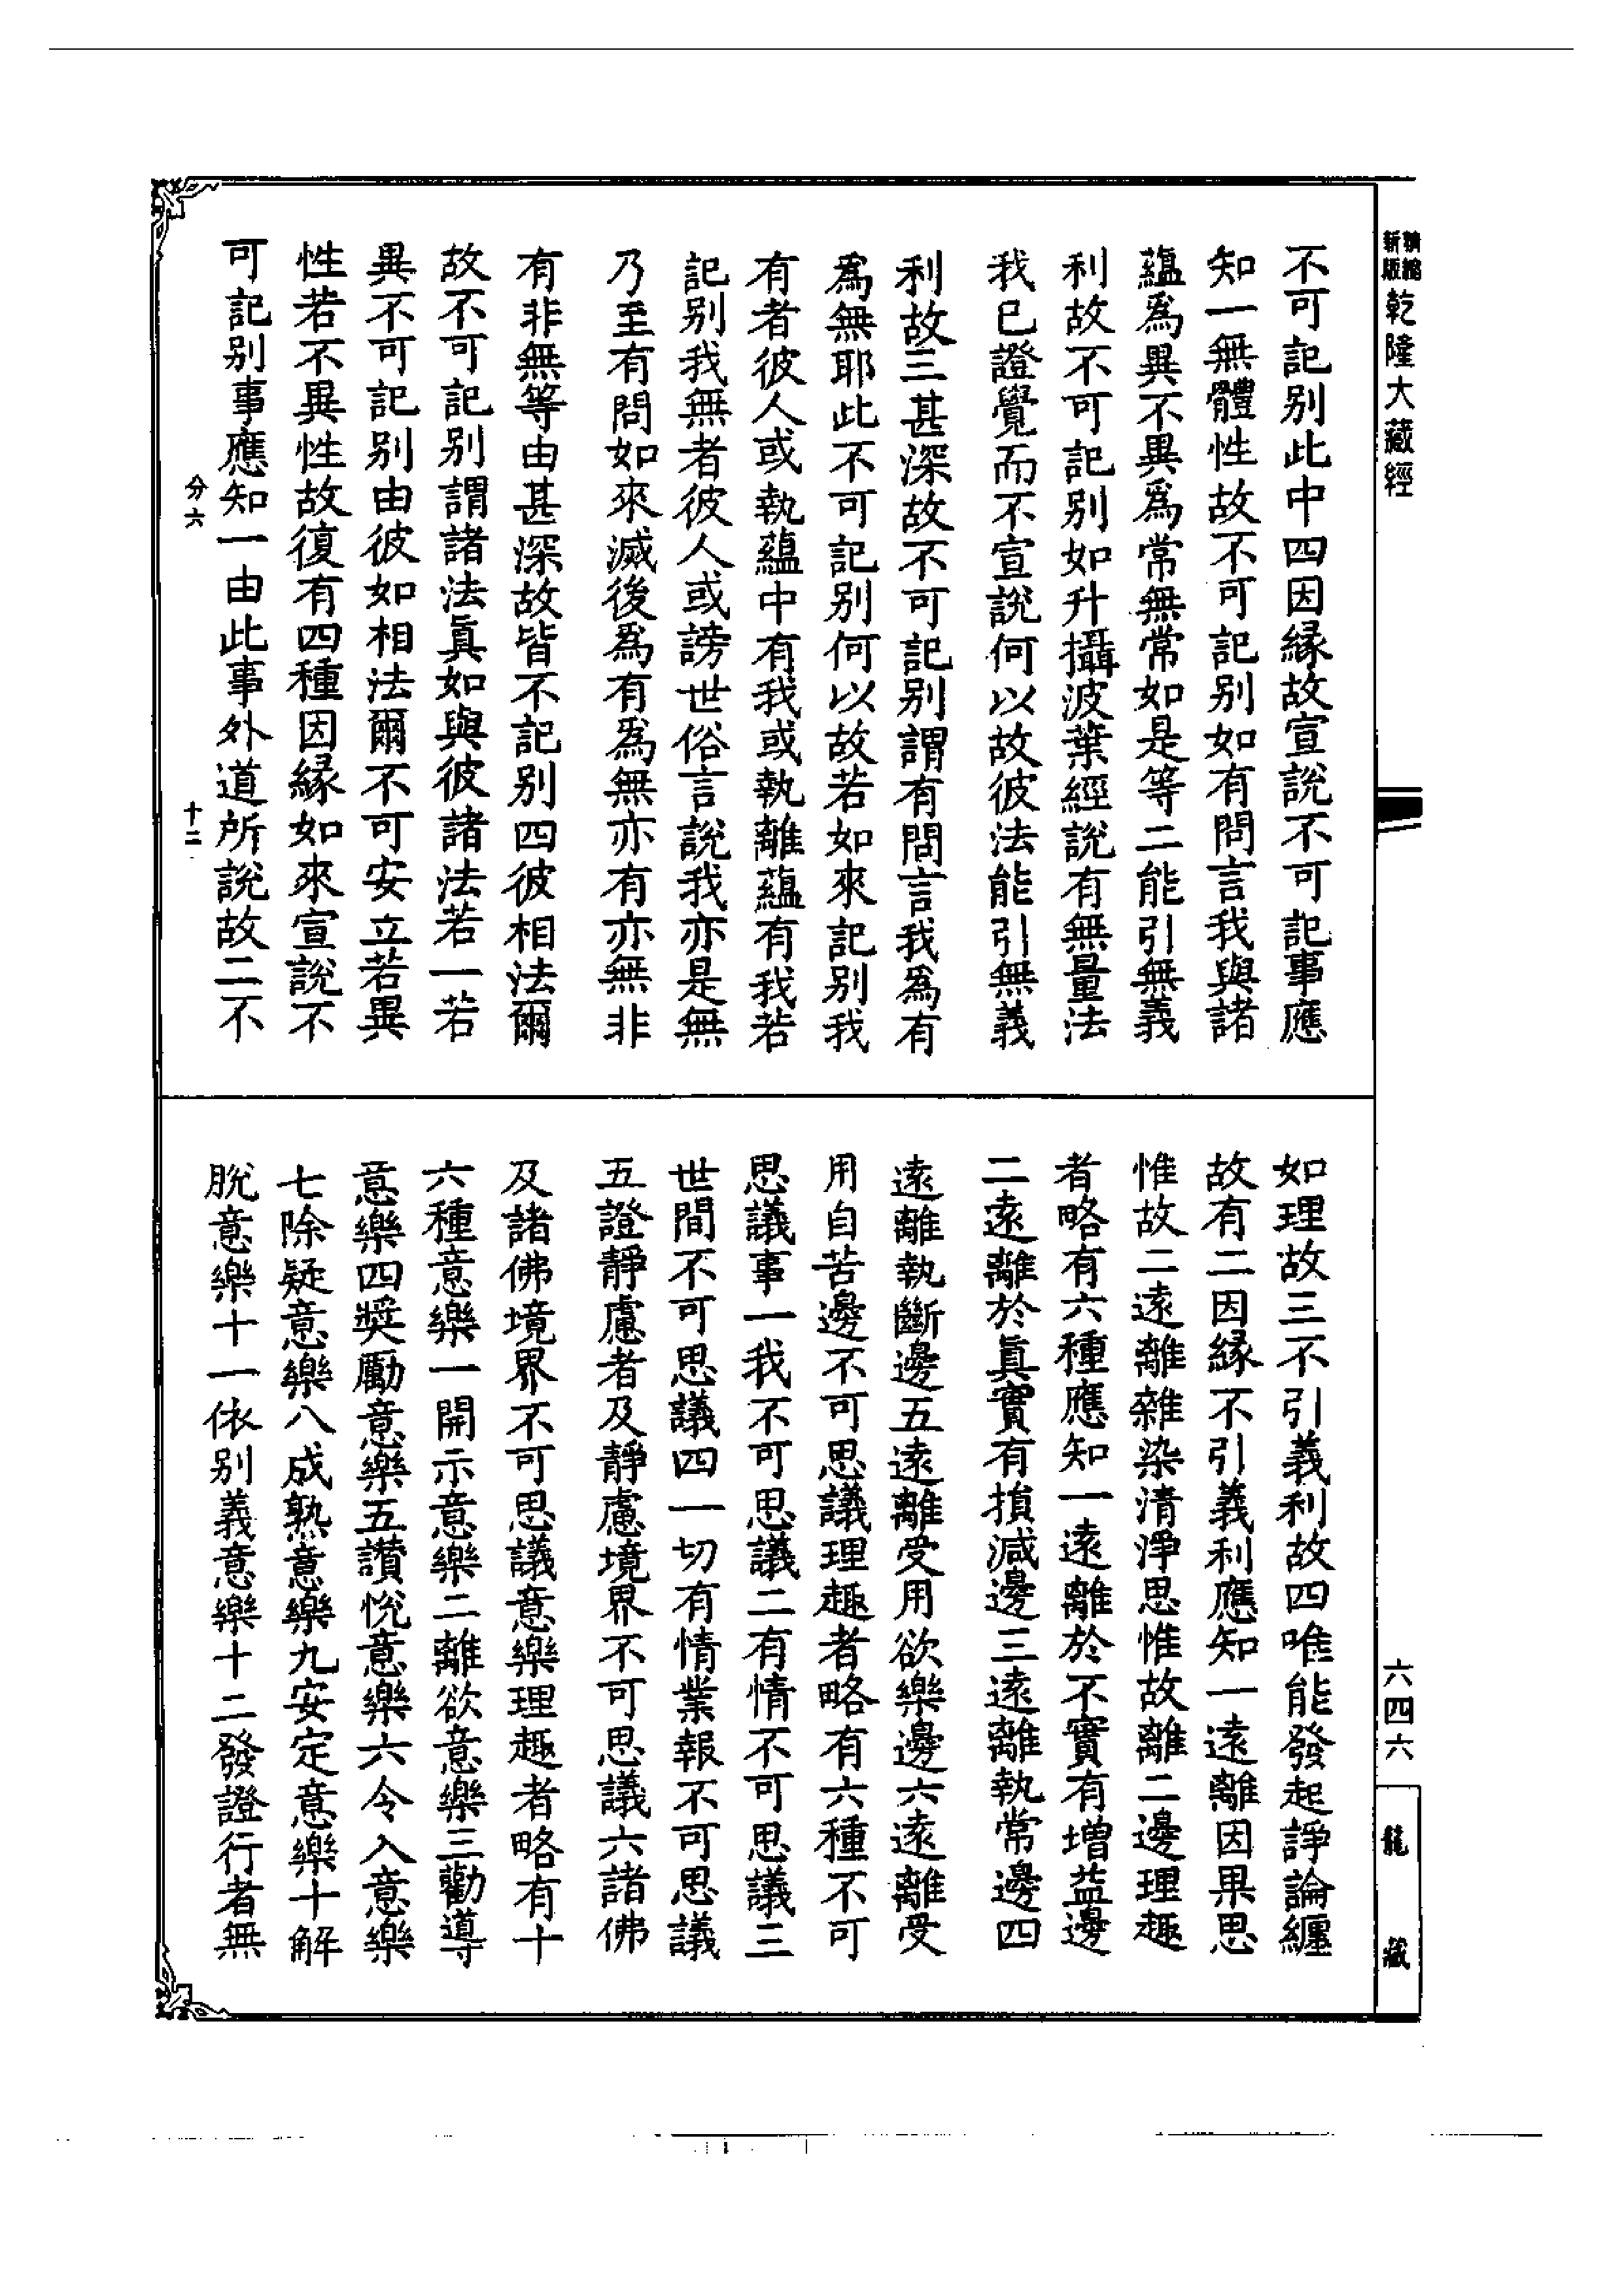 精縮新版乾隆大藏經
不可記別此中四因緣故宣說不可記事應
知一無體性故不可記別如有問言我與諸
蘊為異不異為常無常如是等二能引無義
利故不可記別如升攝波葉經說有無量法
我已證覺而不宣說何以故彼法能引無義
利故三甚深故不可記別謂有問言我為有
為無耶此不可記別何以故若如來記別我
有者彼人或執蘊中有我或執離蘊有我若
記別我無者彼人或謗世俗言說我亦是無
乃至有問如來滅後為有為無亦有亦無非
有非無等由甚深故皆不記別四彼相法爾
故不可記別謂諸法真如與彼諸法若一若
異不可記別由彼如相法爾不可安立若異
性若不異性故復有四種因緣如來宣說不
可記別事應知一由此事外道所說故二不
分六 十二
如理故三不引義利故四唯能發起諍論纏
故有二因緣不引義利應知一遠離因果思
惟故二遠離雜染清淨思惟故離二邊理趣
者略有六種應知一遠離於不實有增益邊
二遠離於真實有損減邊三遠離執常邊四
遠離執斷邊五遠離受用欲樂邊六遠離受
用自苦邊不可思議理趣者略有六種不可
思議事一我不可思議二有情不可思議三
世間不可思議四一切有情業報不可思議
五證靜慮者及靜慮境界不可思議六諸佛
及諸佛境界不可思議意樂理趣者略有十
六種意樂一開示意樂二離欲意樂三勸導
意樂四獎勵意樂五讚悅意樂六令入意樂
七除疑意樂八成熟意樂九安定意樂十解
脫意樂十一依別義意樂十二發證行者無
六四六
龍藏